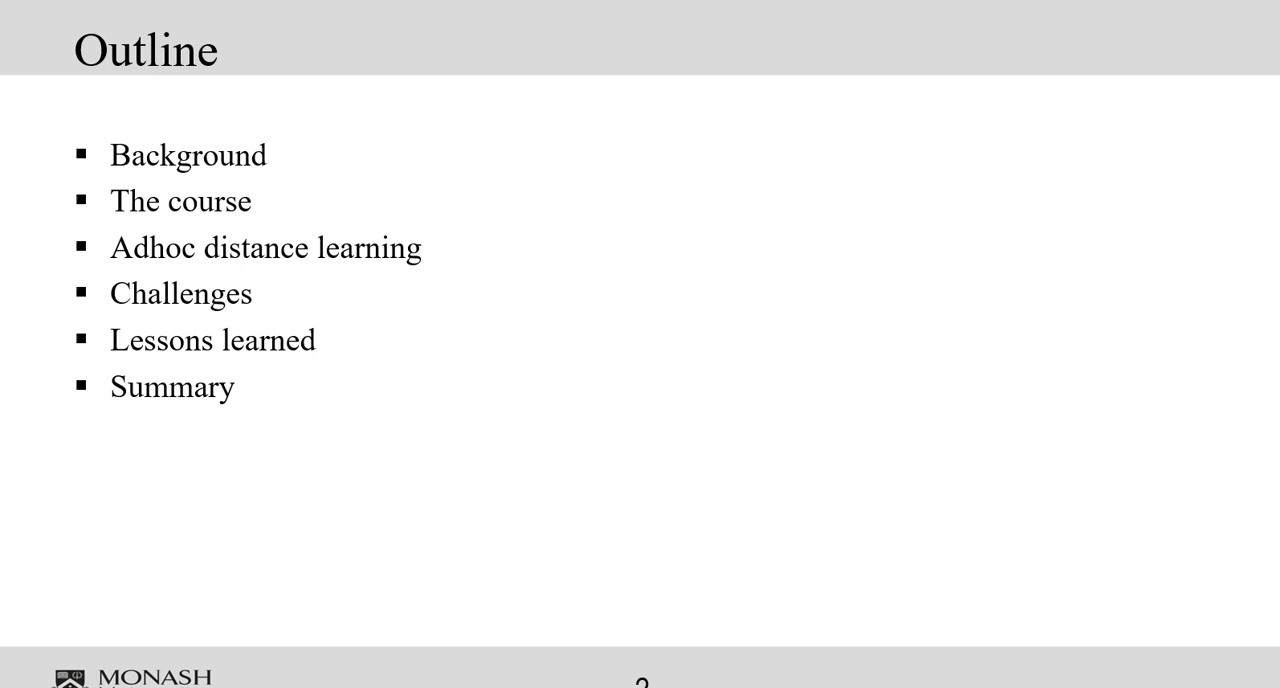 Outline
Background
The course
Adhoc distance learning
Challenges
Lessons learned
Summary
MONASH